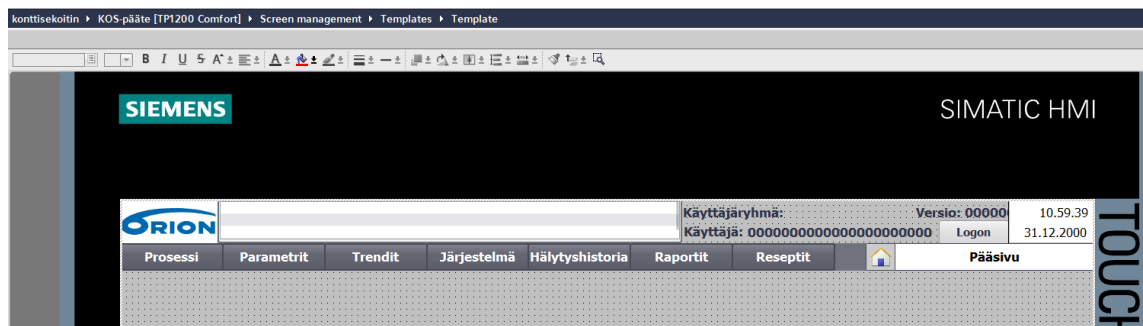 konttisekoitin ▸ KOS-pääte [TP1200 Comfort] ▸ Screen management ▸ Templates ▸ Template
B I U S A A
SIEMENS
SIMATIC HMI
ORION
Käyttäjäryhmä:
Versio: 00000
10.59.39
Käyttäjä: 00000000000000000000000
Logon
31.12.2000
Prosessi Parametrit Trendit Järjestelmä Hälytyshistoria Raportit Reseptit Pääsivu
TOUCH